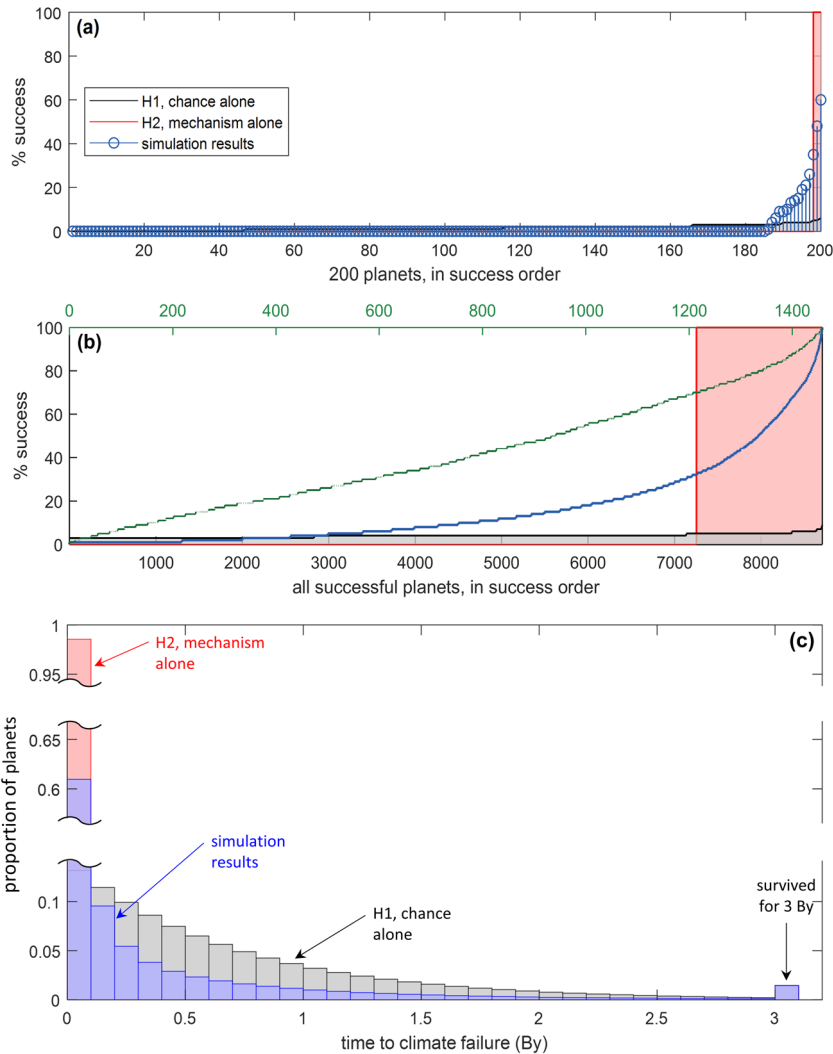 (a)
100
80
60
40
20
0
% success
H1, chance alone
H2, mechanism alone
simulation results
20 40 60 80 100 120 140 160 180 200
200 planets, in success order
0 200 400 600 800 1000 1200 1400
(b)
100
80
60
40
20
0
% success
1000 2000 3000 4000 5000 6000 7000 8000
all successful planets, in success order
(c)
1
0.95
0.65
0.6
0.1
0.05
0
proportion of planets
H2, mechanism
alone
simulation
results
H1, chance
alone
survived
for 3 By
0 0.5 1 1.5 2 2.5 3
time to climate failure (By)